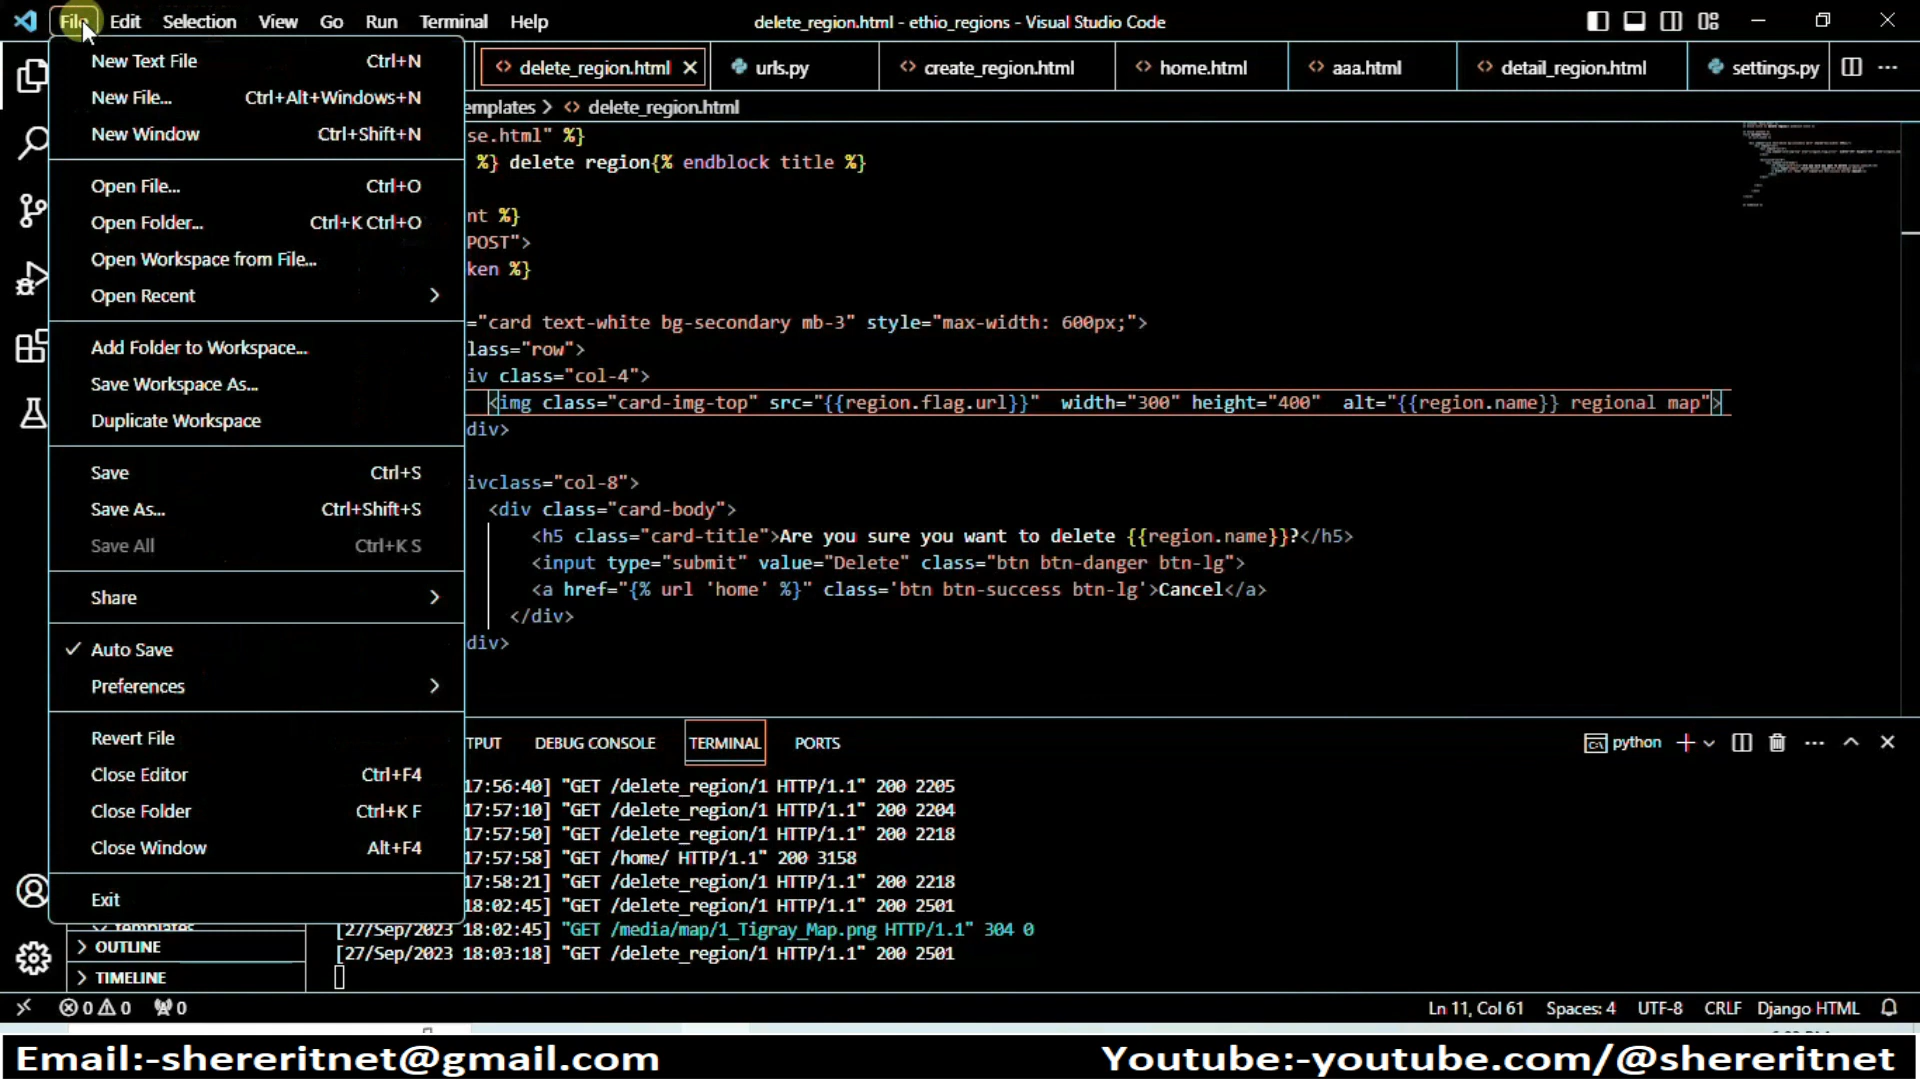 File Edit Selection View Go Run Terminal Help
delete_region.html - ethio_regions - Visual Studio Code
New Text File Ctrl+N
New File... Ctrl+Alt+Windows+N
New Window Ctrl+Shift+N
Open File... Ctrl+O
Open Folder... Ctrl+K Ctrl+O
Open Workspace from File...
Open Recent
Add Folder to Workspace...
Save Workspace As...
Duplicate Workspace
Save Ctrl+S
Save As... Ctrl+Shift+S
Save All Ctrl+K S
Share
Auto Save
Preferences
Revert File
Close Editor Ctrl+F4
Close Folder Ctrl+K F
Close Window Alt+F4
Exit
templates
OUTLINE
TIMELINE
delete_region.html urls.py create_region.html home.html aaa.html detail_region.html settings.py
emplates > delete_region.html
se.html" %}
%} delete region{% endblock title %}
nt %}
POST">
ken %}
="card text-white bg-secondary mb-3" style="max-width: 600px;">
lass="row">
iv class="col-4">
<img class="card-img-top" src="{{region.flag.url}}" width="300" height="400" alt="{{region.name}} regional map">
div>
ivclass="col-8">
<div class="card-body">
<h5 class="card-title">Are you sure you want to delete {{region.name}}?</h5>
<input type="submit" value="Delete" class="btn btn-danger btn-lg">
<a href="{% url 'home' %}" class='btn btn-success btn-lg'>Cancel</a>
</div>
div>
TPUT DEBUG CONSOLE TERMINAL PORTS python
17:56:40] "GET /delete_region/1 HTTP/1.1" 200 2205
17:57:10] "GET /delete_region/1 HTTP/1.1" 200 2204
17:57:50] "GET /delete_region/1 HTTP/1.1" 200 2218
17:57:58] "GET /home/ HTTP/1.1" 200 3158
17:58:21] "GET /delete_region/1 HTTP/1.1" 200 2218
18:02:45] "GET /delete_region/1 HTTP/1.1" 200 2501
[27/Sep/2023 18:02:45] "GET /media/map/1_Tigray_Map.png HTTP/1.1" 304 0
[27/Sep/2023 18:03:18] "GET /delete_region/1 HTTP/1.1" 200 2501
0 0 0 Ln 11, Col 61 Spaces: 4 UTF-8 CRLF Django HTML
Email:-shereritnet@gmail.com Youtube:-youtube.com/@shereritnet